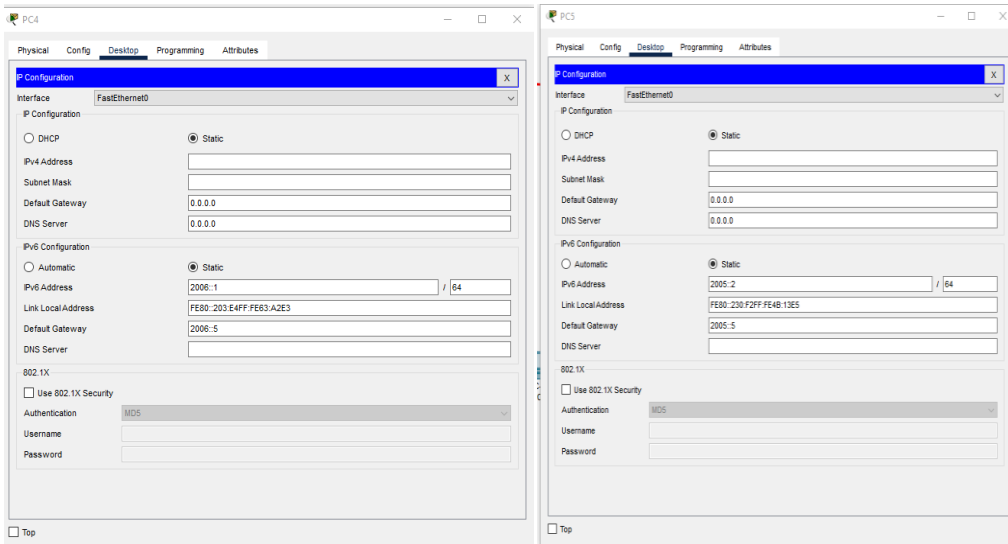 PC4
Physical Config Desktop Programming Attributes
IP Configuration
X
Interface FastEthernet0
IP Configuration
DHCP Static
IPv4 Address
Subnet Mask
Default Gateway 0.0.0.0
DNS Server 0.0.0.0
IPv6 Configuration
Automatic Static
IPv6 Address 2006::1 / 64
Link Local Address FE80::203:E4FF:FE63:A2E3
Default Gateway 2006::5
DNS Server
802.1X
Use 802.1X Security
Authentication MD5
Username
Password
Top
PC5
Physical Config Desktop Programming Attributes
IP Configuration
X
Interface FastEthernet0
IP Configuration
DHCP Static
IPv4 Address
Subnet Mask
Default Gateway 0.0.0.0
DNS Server 0.0.0.0
IPv6 Configuration
Automatic Static
IPv6 Address 2005::2 / 64
Link Local Address FE80::230:F2FF:FE4B:13E5
Default Gateway 2005::5
DNS Server
802.1X
Use 802.1X Security
Authentication MD5
Username
Password
Top